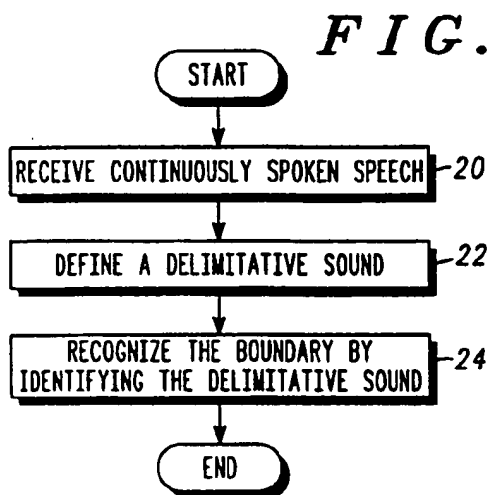 FIG.
START
RECEIVE CONTINUOUSLY SPOKEN SPEECH 20
DEFINE A DELIMITATIVE SOUND 22
RECOGNIZE THE BOUNDARY BY
IDENTIFYING THE DELIMITATIVE SOUND 24
END